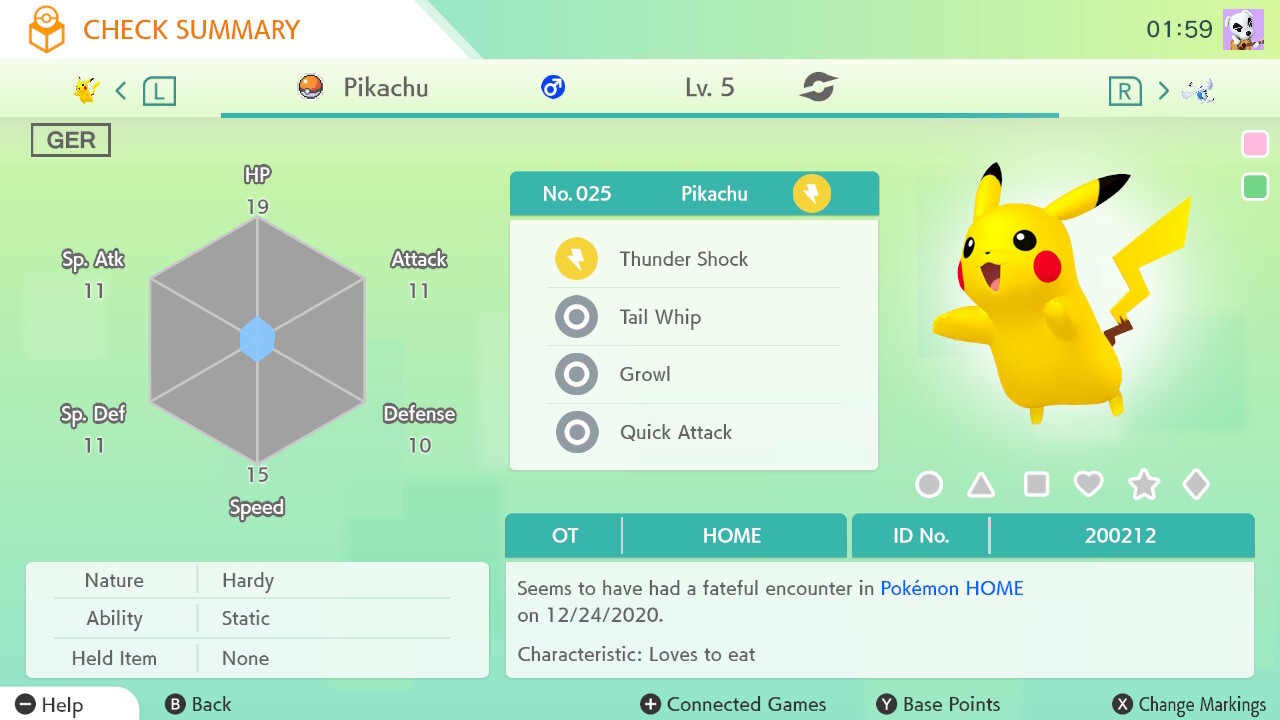 CHECK SUMMARY
01:59
L
Pikachu
Lv. 5
R
GER
HP
19
Sp. Atk
11
Attack
11
Sp. Def
11
Defense
10
15
Speed
No. 025 Pikachu
Thunder Shock
Tail Whip
Growl
Quick Attack
OT HOME
ID No. 200212
Nature Hardy
Ability Static
Held Item None
Seems to have had a fateful encounter in Pokémon HOME
on 12/24/2020.
Characteristic: Loves to eat
Help
B Back
Connected Games
Y Base Points
X Change Markings